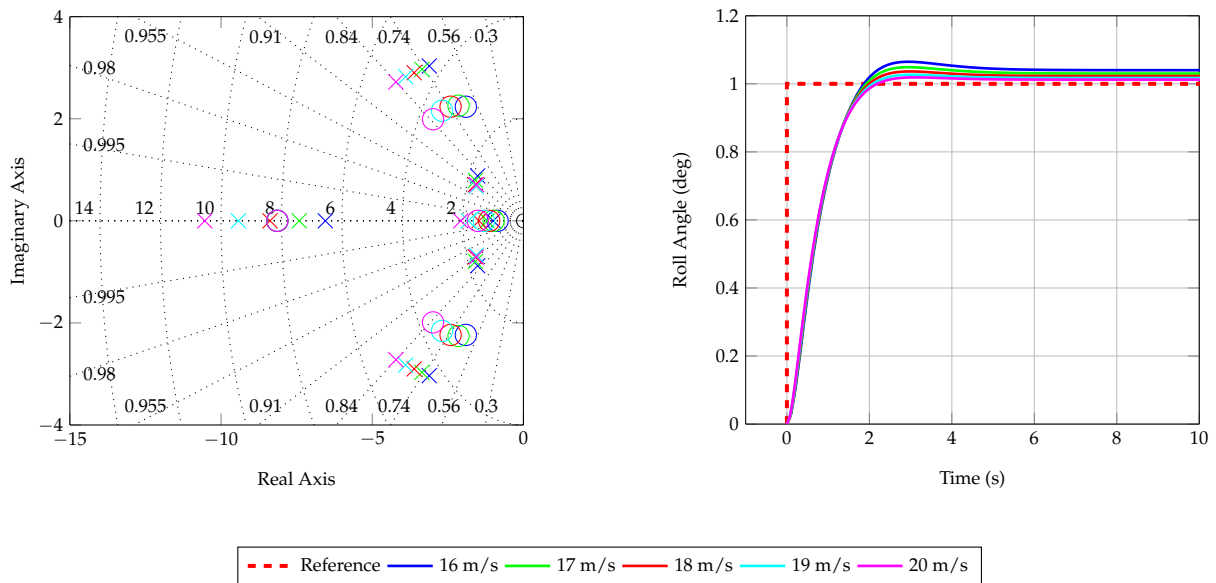 4
0.955 0.91 0.84 0.74 0.56 0.3
0.98
2
0.995
0
14 12 10 8 6 4 2
0.995
−2
0.98
0.955 0.91 0.84 0.74 0.56 0.3
−4
−15 −10 −5 0
Real Axis
Imaginary Axis
1.2
1
0.8
0.6
0.4
0.2
0
0 2 4 6 8 10
Time (s)
Roll Angle (deg)
Reference 16 m/s 17 m/s 18 m/s 19 m/s 20 m/s